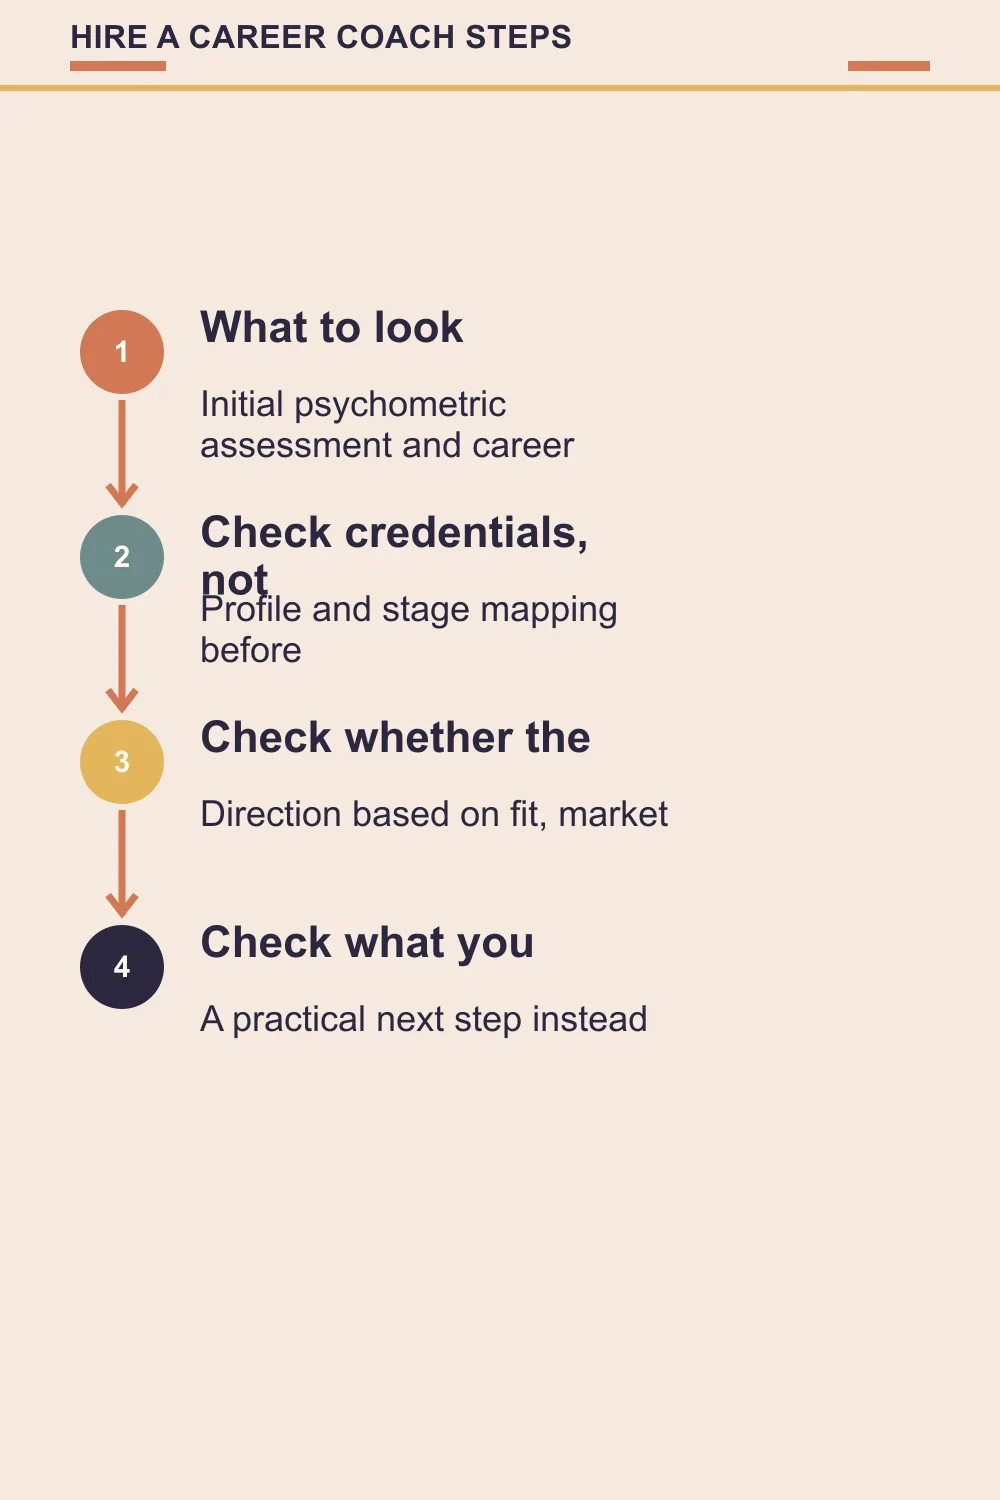 HIRE A CAREER COACH STEPS
1
What to look
Initial psychometric
assessment and career
2
Check credentials,
not
Profile and stage mapping
before
3
Check whether the
Direction based on fit, market
4
Check what you
A practical next step instead